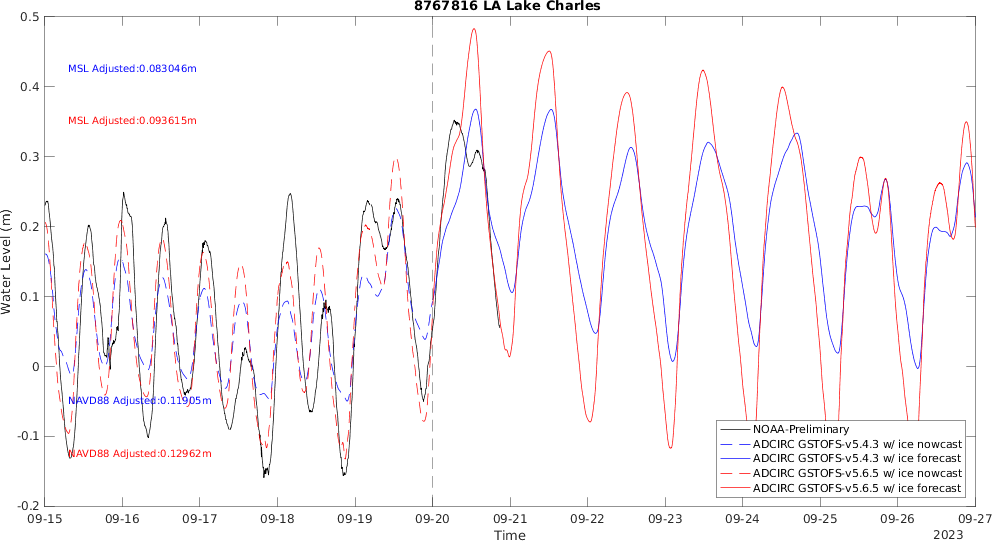 8767816 LA Lake Charles
0.5
0.4
0.3
0.2
0.1
0
-0.1
-0.2
Water Level (m)
MSL Adjusted:0.083046m
MSL Adjusted:0.093615m
NAVD88 Adjusted:0.11905m
NAVD88 Adjusted:0.12962m
NOAA-Preliminary
ADCIRC GSTOFS-v5.4.3 w/ ice nowcast
ADCIRC GSTOFS-v5.4.3 w/ ice forecast
ADCIRC GSTOFS-v5.6.5 w/ ice nowcast
ADCIRC GSTOFS-v5.6.5 w/ ice forecast
09-15 09-16 09-17 09-18 09-19 09-20 09-21 09-22 09-23 09-24 09-25 09-26 09-27
Time
2023